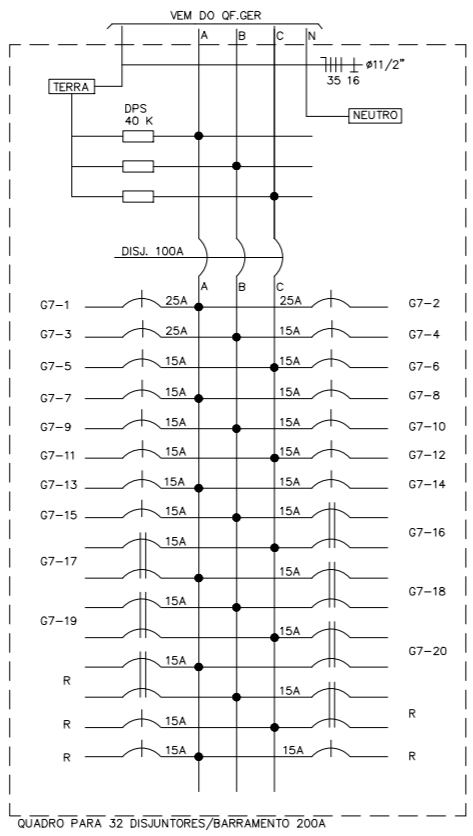 VEM DO QF.GER
A B C N
ø11/2"
35 16
TERRA
NEUTRO
DPS
40 K
DISJ. 100A
A B C
G7-1 25A 25A G7-2
G7-3 25A 15A G7-4
G7-5 15A 15A G7-6
G7-7 15A 15A G7-8
G7-9 15A 15A G7-10
G7-11 15A 15A G7-12
G7-13 15A 15A G7-14
G7-15 15A 15A
G7-16
15A
G7-17
15A
G7-18
15A
G7-19
15A
G7-20
15A
R
15A
R
R 15A
R 15A 15A R
QUADRO PARA 32 DISJUNTORES/BARRAMENTO 200A